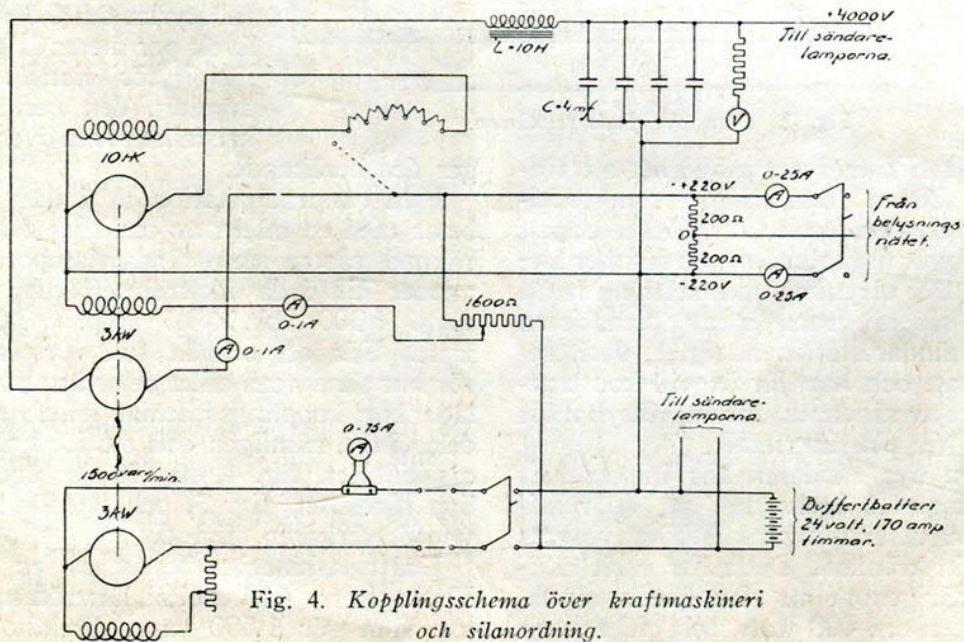 +4000V
Till sändare-
lamporna.
L=10H
C=4mf
V
10HK
0-25A
-+220V
A
200Ω
0
200Ω
-220V
A
0-25A
Från
belysnings
nätet.
A
0-1A
1600Ω
3kW
A 0-1A
Till sändare-
lamporna.
0-75A
A
1500varv/min.
3kW
Buffertbatteri
24 volt, 170 amp
timmar.
Fig. 4. Kopplingsschema över kraftmaskineri
och silanordning.